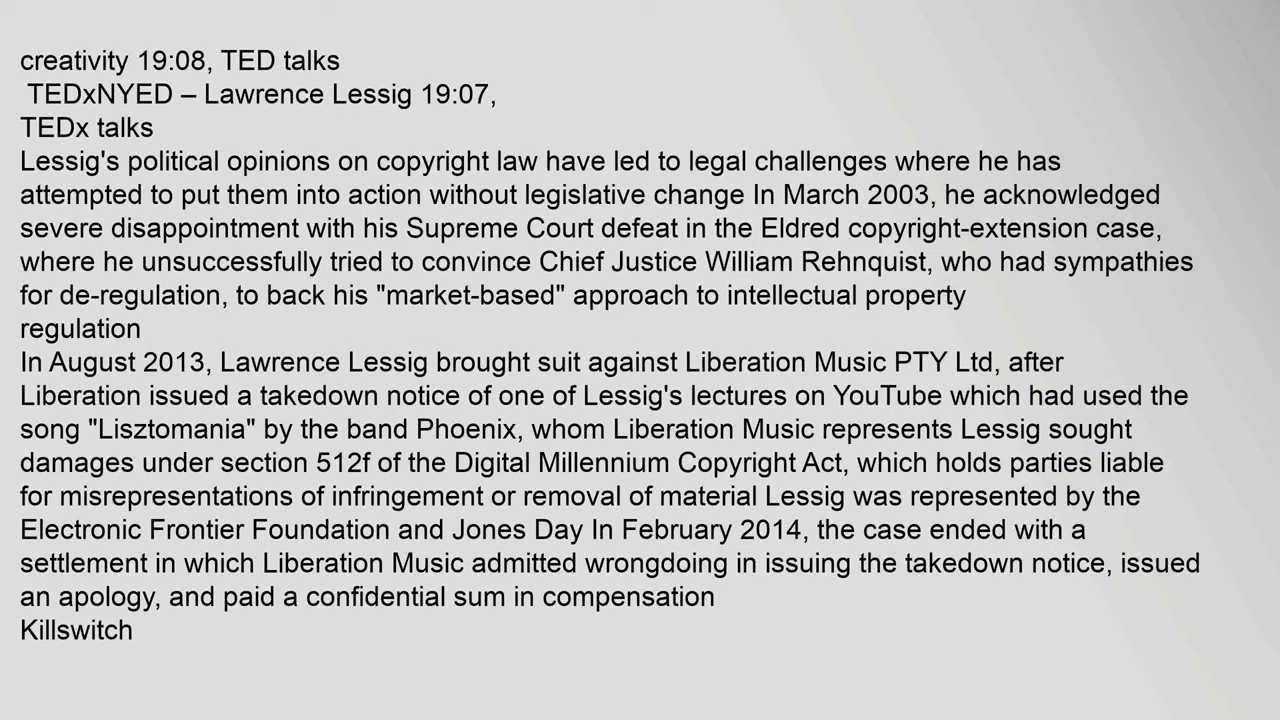 creativity 19:08, TED talks
TEDxNYED – Lawrence Lessig 19:07,
TEDx talks
Lessig's political opinions on copyright law have led to legal challenges where he has
attempted to put them into action without legislative change In March 2003, he acknowledged
severe disappointment with his Supreme Court defeat in the Eldred copyright-extension case,
where he unsuccessfully tried to convince Chief Justice William Rehnquist, who had sympathies
for de-regulation, to back his "market-based" approach to intellectual property
regulation
In August 2013, Lawrence Lessig brought suit against Liberation Music PTY Ltd, after
Liberation issued a takedown notice of one of Lessig's lectures on YouTube which had used the
song "Lisztomania" by the band Phoenix, whom Liberation Music represents Lessig sought
damages under section 512f of the Digital Millennium Copyright Act, which holds parties liable
for misrepresentations of infringement or removal of material Lessig was represented by the
Electronic Frontier Foundation and Jones Day In February 2014, the case ended with a
settlement in which Liberation Music admitted wrongdoing in issuing the takedown notice, issued
an apology, and paid a confidential sum in compensation
Killswitch